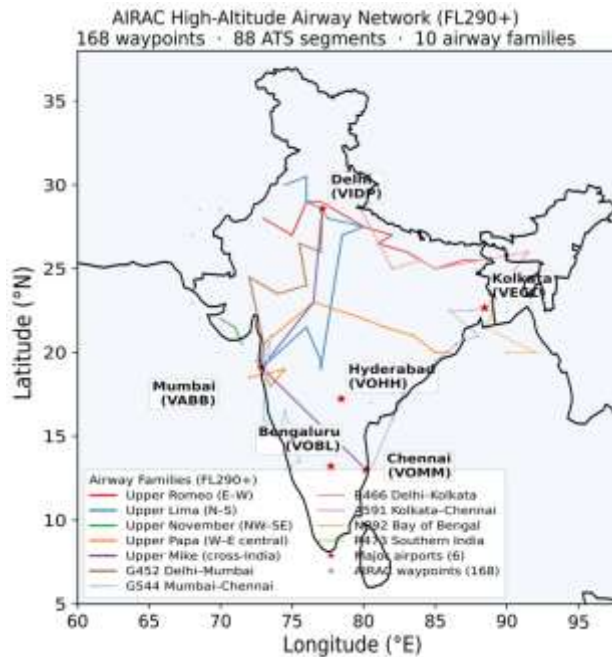 AIRAC High-Altitude Airway Network (FL290+)
168 waypoints · 88 ATS segments · 10 airway families
Latitude (°N)
35
30
25
20
15
10
5
Delhi
(VIDP)
Kolkata
(VECC)
Mumbai
(VABB)
Hyderabad
(VOHH)
Bengaluru
(VOBL)
Chennai
(VOMM)
Airway Families (FL290+)
Upper Romeo (E–W)
Upper Lima (N–S)
Upper November (NW–SE)
Upper Papa (W–E central)
Upper Mike (cross-India)
G452 Delhi–Mumbai
G544 Mumbai–Chennai
Delhi–Kolkata
Kolkata–Chennai
Bay of Bengal
Southern India
Major airports (6)
AIRAC waypoints (168)
60 65 70 75 80 85 90 95
Longitude (°E)